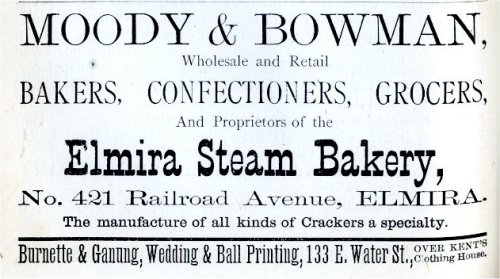 MOODY & BOWMAN,
Wholesale and Retail
BAKERS, CONFECTIONERS, GROCERS,
And Proprietors of the
Elmira Steam Bakery,
No. 421 Railroad Avenue, ELMIRA.
The manufacture of all kinds of Crackers a specialty.
Burnette & Ganung, Wedding & Ball Printing, 133 E. Water St., OVER KENT'S
Clothing House.